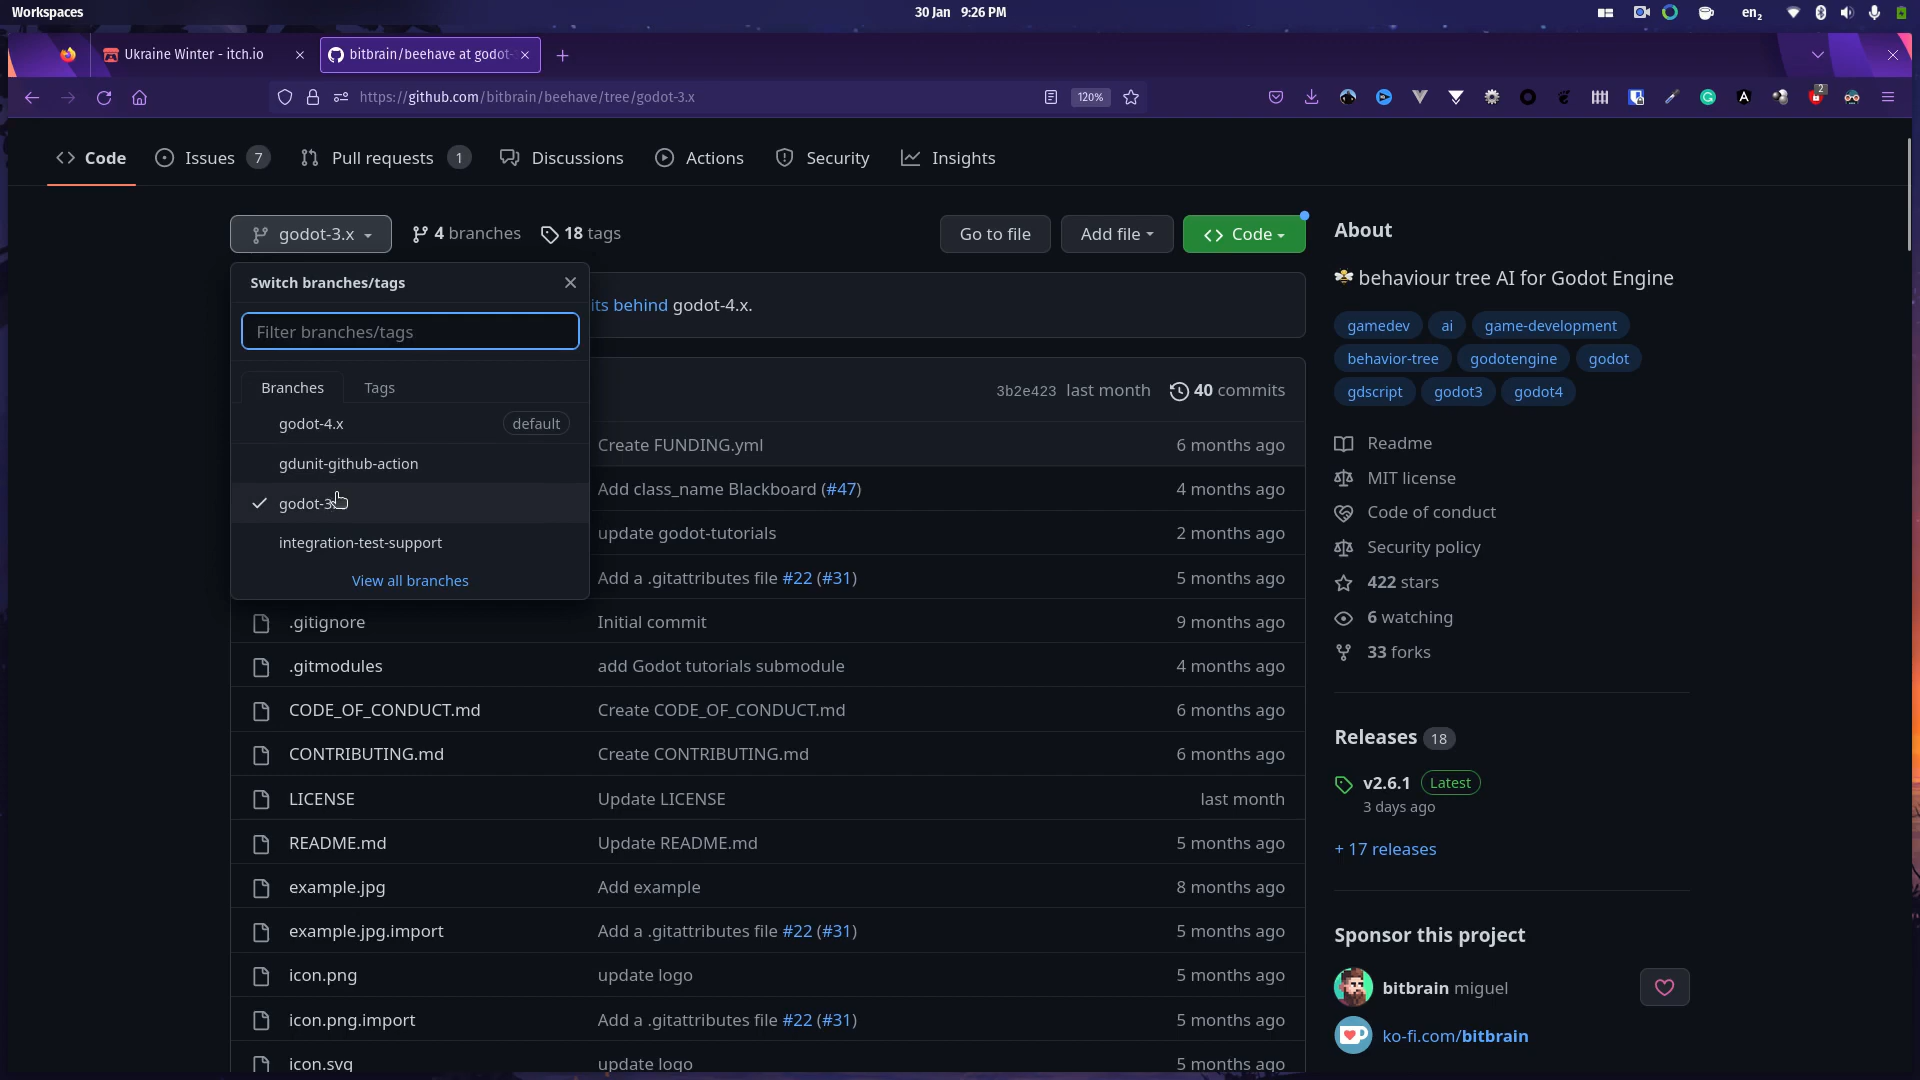 Workspaces
30 Jan 9:26 PM
en₂
Ukraine Winter - itch.io
bitbrain/beehave at godot-
https://github.com/bitbrain/beehave/tree/godot-3.x
120%
2
Code
Issues 7
Pull requests 1
Discussions
Actions
Security
Insights
godot-3.x
4 branches
18 tags
Go to file
Add file
Code
Switch branches/tags
Filter branches/tags
Branches
Tags
godot-4.x default
gdunit-github-action
godot-3
integration-test-support
View all branches
its behind godot-4.x.
3b2e423 last month 40 commits
Create FUNDING.yml 6 months ago
Add class_name Blackboard (#47) 4 months ago
update godot-tutorials 2 months ago
Add a .gitattributes file #22 (#31) 5 months ago
.gitignore Initial commit 9 months ago
.gitmodules add Godot tutorials submodule 4 months ago
CODE_OF_CONDUCT.md Create CODE_OF_CONDUCT.md 6 months ago
CONTRIBUTING.md Create CONTRIBUTING.md 6 months ago
LICENSE Update LICENSE last month
README.md Update README.md 5 months ago
example.jpg Add example 8 months ago
example.jpg.import Add a .gitattributes file #22 (#31) 5 months ago
icon.png update logo 5 months ago
icon.png.import Add a .gitattributes file #22 (#31) 5 months ago
icon.svg update logo 5 months ago
About
behaviour tree AI for Godot Engine
gamedev ai game-development
behavior-tree godotengine godot
gdscript godot3 godot4
Readme
MIT license
Code of conduct
Security policy
422 stars
6 watching
33 forks
Releases 18
v2.6.1 Latest
3 days ago
+ 17 releases
Sponsor this project
bitbrain miguel
ko-fi.com/bitbrain